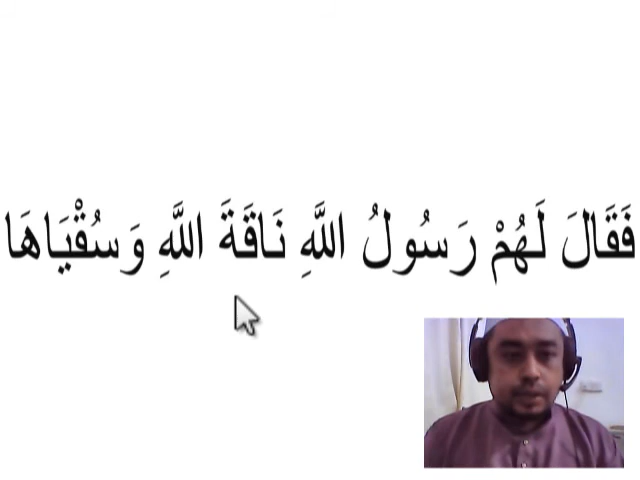 فَقَالَ لَهُمْ رَسُولُ اللَّهِ نَاقَةَ اللَّهِ وَسُقْيَاهَا